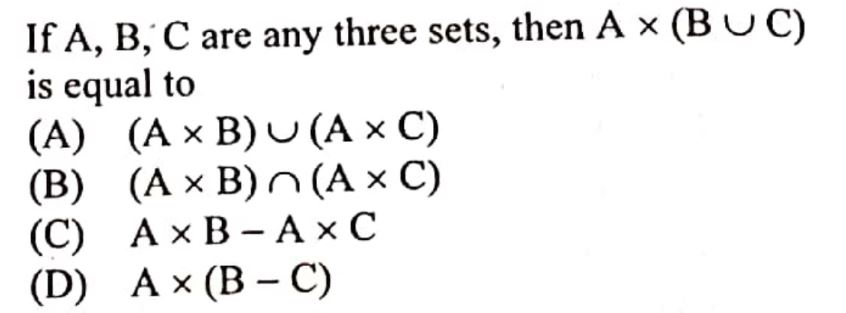 If A, B, C are any three sets, then A × (B ∪ C)
is equal to
(A) (A × B) ∪ (A × C)
(B) (A × B) ∩ (A × C)
(C) A × B – A × C
(D) A × (B – C)